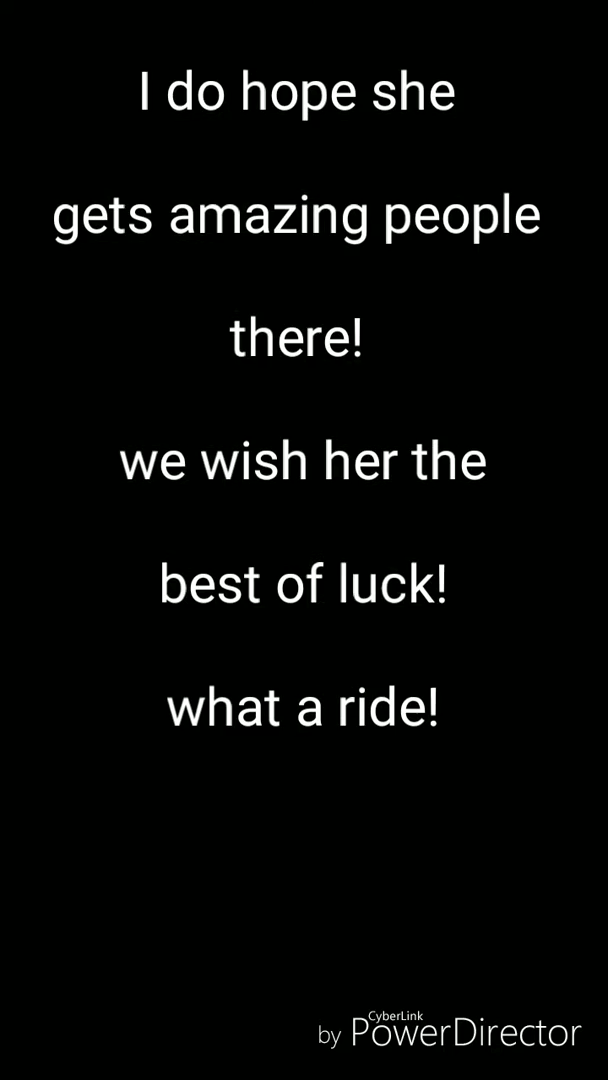 I do hope she
gets amazing people
there!
we wish her the
best of luck!
what a ride!
CyberLink
by PowerDirector